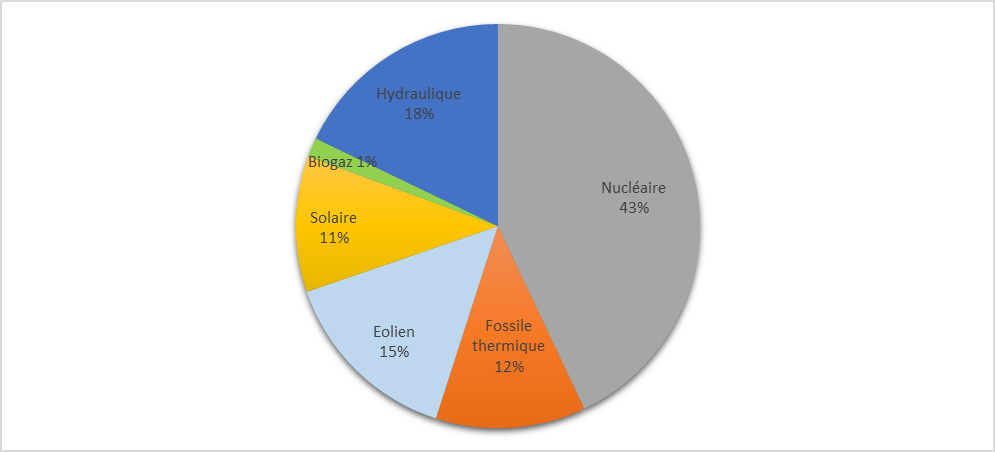 Hydraulique
18%
Biogaz 1%
Nucléaire
43%
Solaire
11%
Fossile
thermique
12%
Eolien
15%